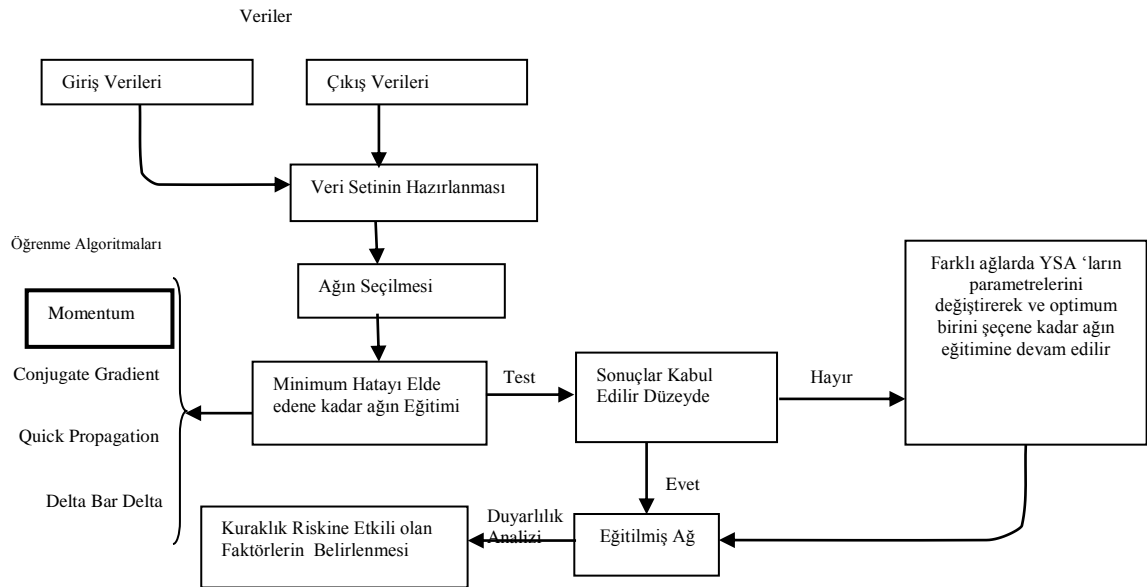 Veriler
Giriş Verileri
Çıkış Verileri
Veri Setinin Hazırlanması
Öğrenme Algoritmaları
Ağın Seçilmesi
Momentum
Conjugate Gradient
Quick Propagation
Delta Bar Delta
Minimum Hatayı Elde
edene kadar ağın Eğitimi
Test
Sonuçlar Kabul
Edilir Düzeyde
Hayır
Farklı ağlarda YSA ‘ların
parametrelerini
değiştirerek ve optimum
birini şeçene kadar ağın
eğitimine devam edilir
Evet
Eğitilmiş Ağ
Duyarlılık
Analizi
Kuraklık Riskine Etkili olan
Faktörlerin Belirlenmesi